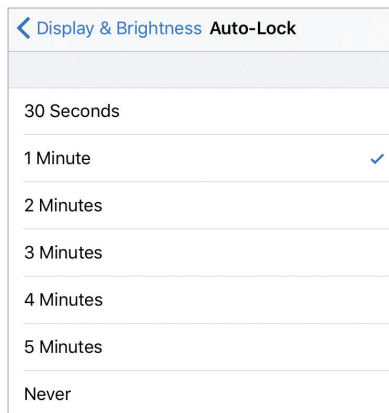 Display & Brightness Auto-Lock
30 Seconds
1 Minute
2 Minutes
3 Minutes
4 Minutes
5 Minutes
Never